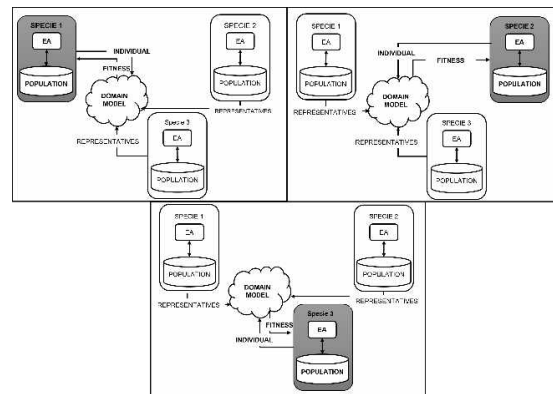 SPECIE 1
EA
POPULATION
INDIVIDUAL
FITNESS
DOMAIN
MODEL
SPECIE 2
EA
POPULATION
REPRESENTATIVES
Specie 3
EA
POPULATION
REPRESENTATIVES
SPECIE 1
EA
POPULATION
REPRESENTATIVES
INDIVIDUAL
FITNESS
DOMAIN
MODEL
SPECIE 2
EA
POPULATION
SPECIE 3
EA
POPULATION
REPRESENTATIVES
SPECIE 1
EA
POPULATION
REPRESENTATIVES
DOMAIN
MODEL
FITNESS
INDIVIDUAL
SPECIE 2
EA
POPULATION
REPRESENTATIVES
Specie 3
EA
POPULATION